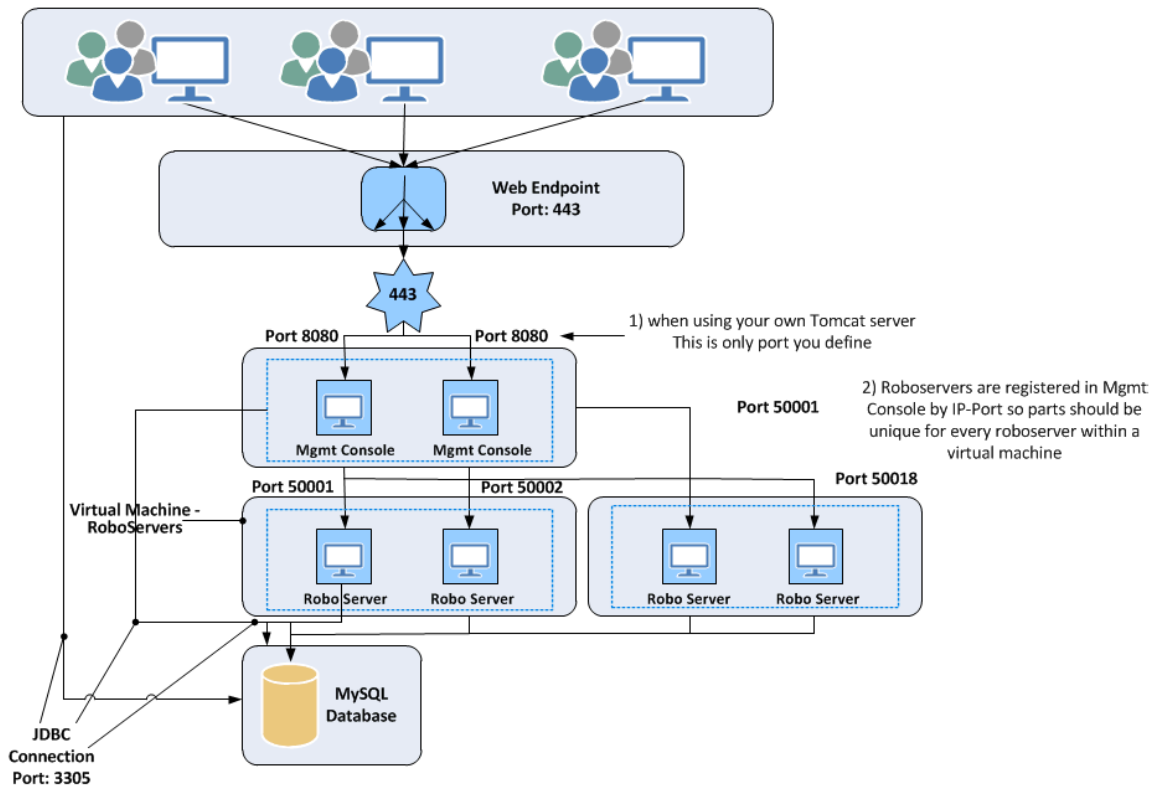 Web Endpoint
Port: 443
443
Port 8080
Port 8080
1) when using your own Tomcat server
This is only port you define
Mgmt Console
Mgmt Console
Port 50001
2) Roboservers are registered in Mgmt
Console by IP-Port so parts should be
unique for every roboserver within a
virtual machine
Port 50001
Port 50002
Port 50018
Virtual Machine -
RoboServers
Robo Server
Robo Server
Robo Server
Robo Server
MySQL
Database
JDBC
Connection
Port: 3305